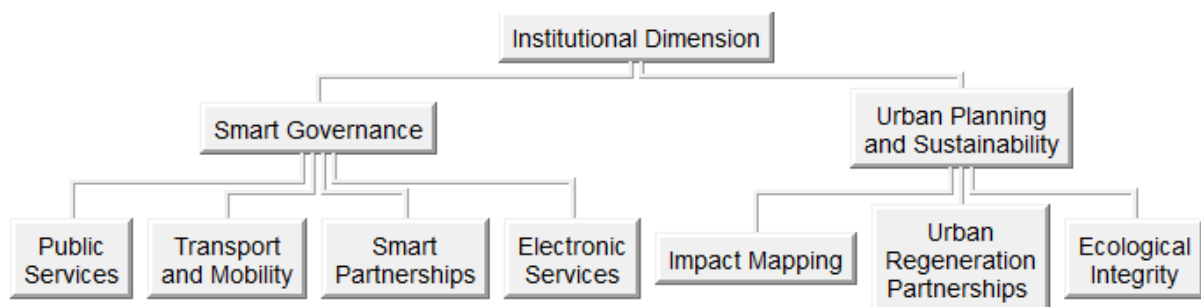 Institutional Dimension
Smart Governance
Urban Planning
and Sustainability
Public
Services
Transport
and Mobility
Smart
Partnerships
Electronic
Services
Impact Mapping
Urban
Regeneration
Partnerships
Ecological
Integrity